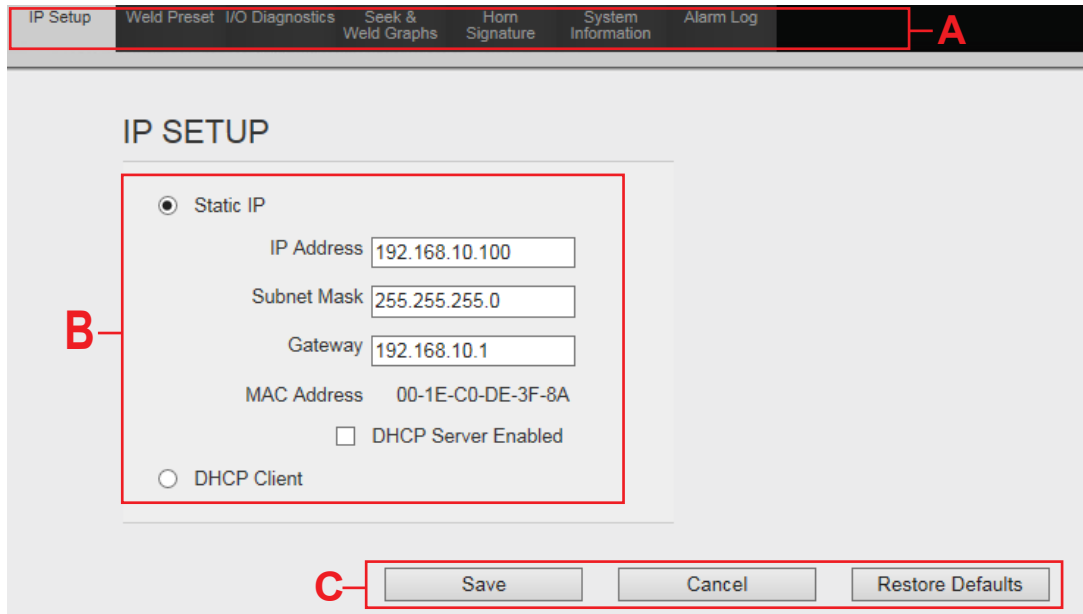 IP Setup Weld Preset I/O Diagnostics Seek & Horn System Alarm Log
Weld Graphs Signature Information
A
IP SETUP
Static IP
IP Address 192.168.10.100
Subnet Mask 255.255.255.0
B
Gateway 192.168.10.1
MAC Address 00-1E-C0-DE-3F-8A
DHCP Server Enabled
DHCP Client
C
Save Cancel Restore Defaults